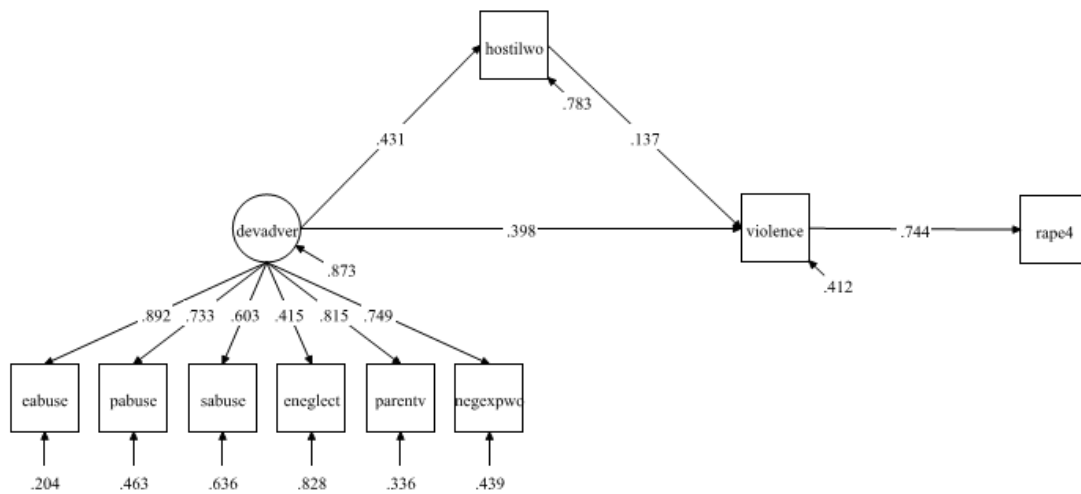 hostilwo
.783
.431
.137
devadver
.398
violence
.744
rape4
.873
.412
.892
.733
.603
.415
.815
.749
eabuse
pabuse
sabuse
eneglect
parentv
negexpwo
.204
.463
.636
.828
.336
.439